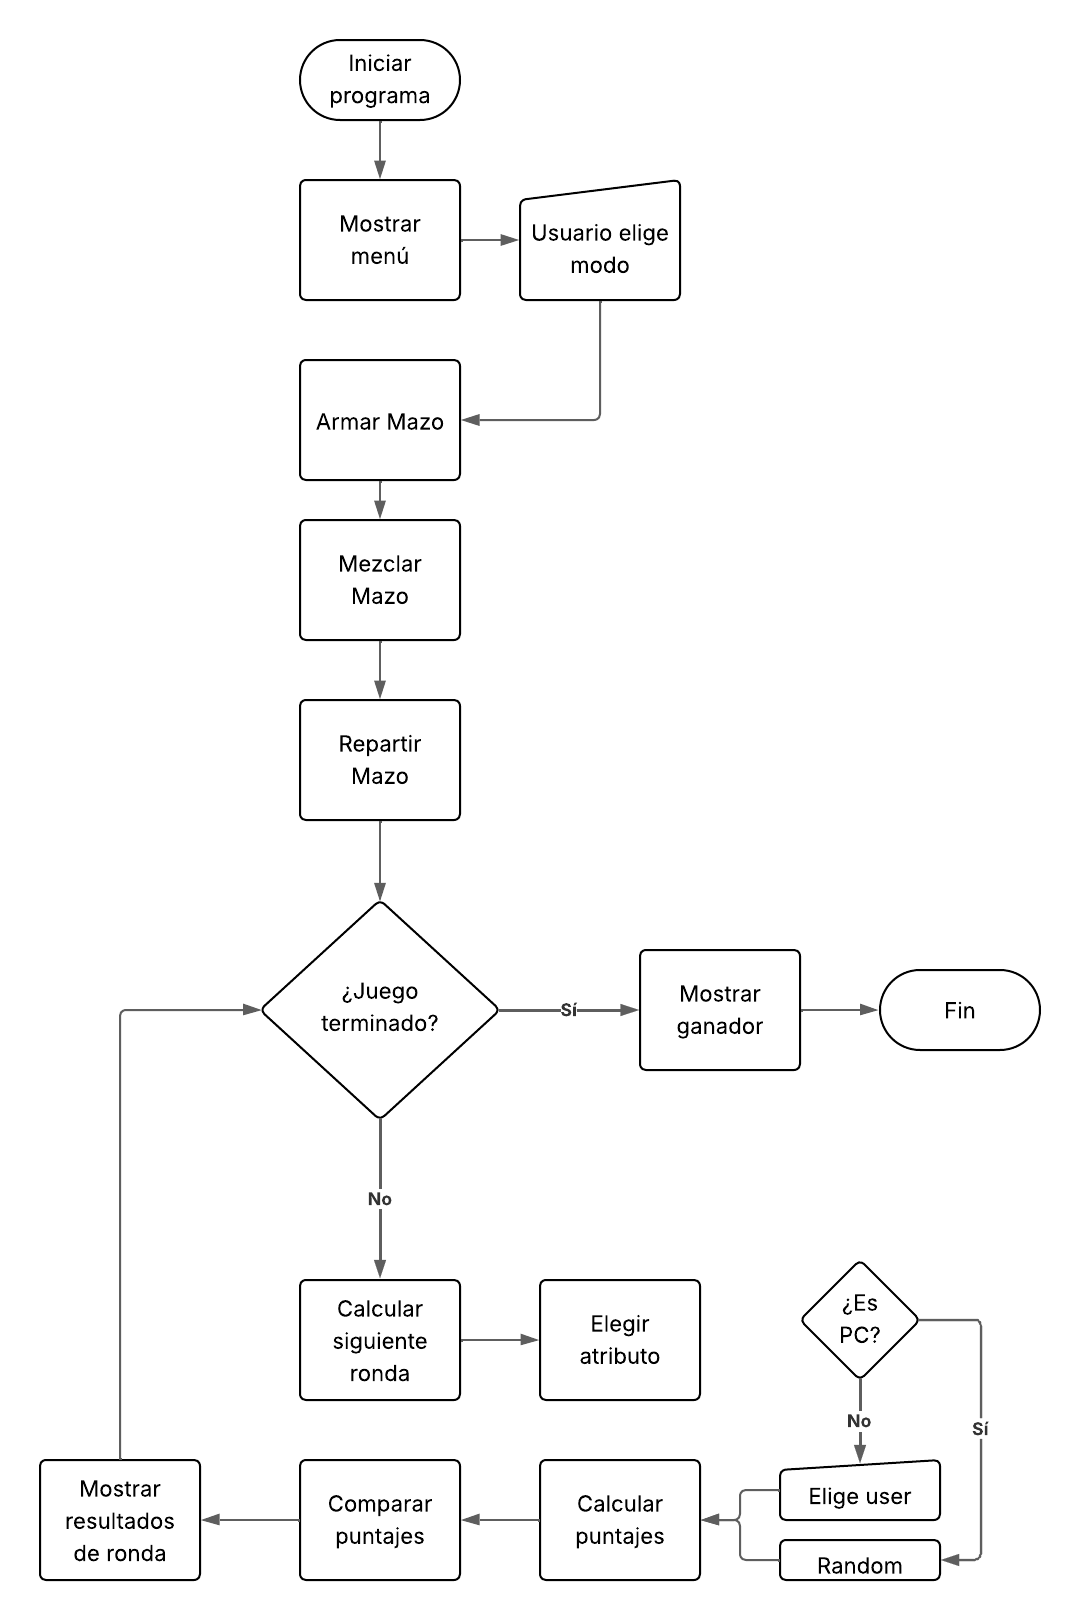 Iniciar
programa
Mostrar
menú
Usuario elige
modo
Armar Mazo
Mezclar
Mazo
Repartir
Mazo
¿Juego
terminado?
Sí
Mostrar
ganador
Fin
No
Calcular
siguiente
ronda
Elegir
atributo
¿Es
PC?
No
Sí
Elige user
Random
Calcular
puntajes
Comparar
puntajes
Mostrar
resultados
de ronda